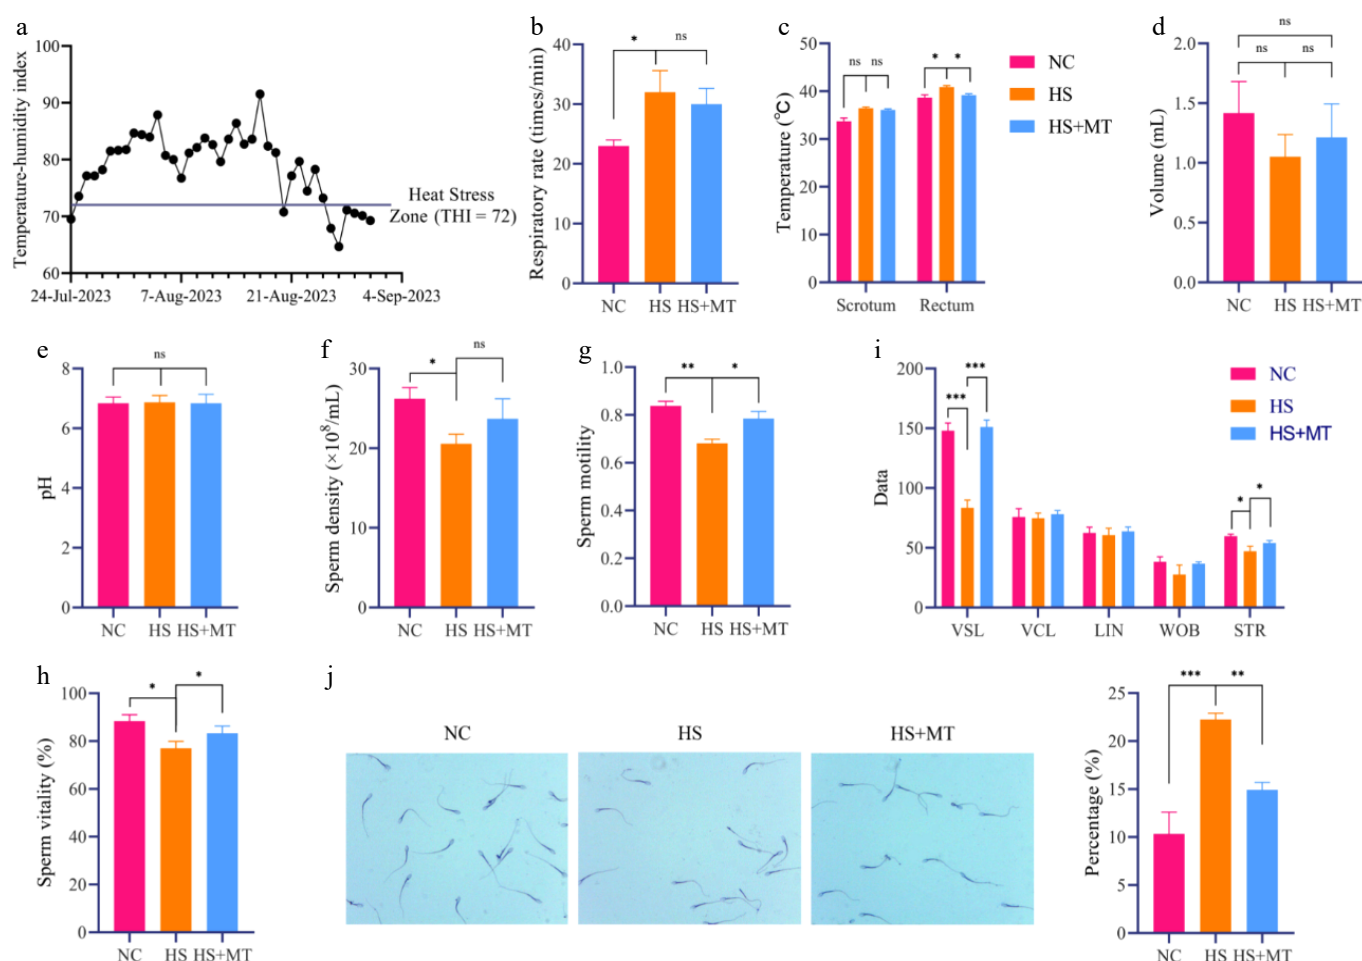 a
Temperature-humidity index
100
90
80
70
60
24-Jul-2023
7-Aug-2023
21-Aug-2023
4-Sep-2023
Heat Stress
Zone (THI = 72)
b
Respiratory rate (times/min)
40
30
20
10
0
*
ns
NC
HS
HS+MT
c
Temperature (℃)
50
40
30
20
10
0
ns
ns
*
*
Scrotum
Rectum
NC
HS
HS+MT
d
Volume (mL)
2.0
1.5
1.0
0.5
0.0
ns
ns
ns
NC
HS
HS+MT
e
pH
8
6
4
2
0
ns
NC
HS
HS+MT
f
Sperm density (×10⁸/mL)
30
20
10
0
*
ns
NC
HS
HS+MT
g
Sperm motility
1.0
0.8
0.6
0.4
0.2
0.0
**
*
NC
HS
HS+MT
i
Data
200
150
100
50
0
***
***
*
*
VSL
VCL
LIN
WOB
STR
NC
HS
HS+MT
h
Sperm vitality (%)
100
80
60
40
20
0
*
*
NC
HS
HS+MT
j
NC
HS
HS+MT
Percentage (%)
25
20
15
10
5
0
***
**
NC
HS
HS+MT